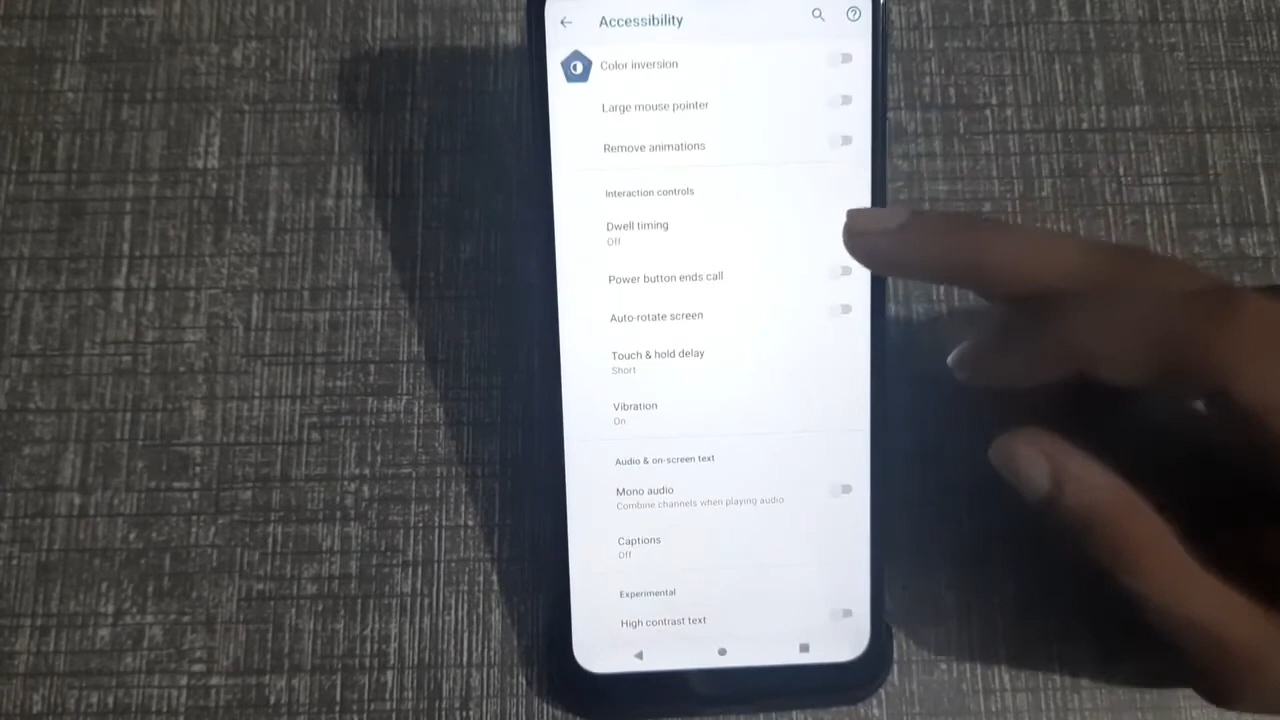 Accessibility
Color inversion
Large mouse pointer
Remove animations
Interaction controls
Dwell timing
Off
Power button ends call
Auto-rotate screen
Touch & hold delay
Short
Vibration
On
Audio & on-screen text
Mono audio
Combine channels when playing audio
Captions
Off
Experimental
High contrast text